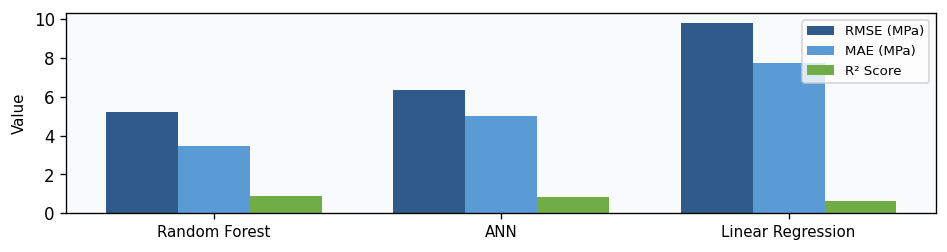 10
8
6
4
2
0
Value
RMSE (MPa)
MAE (MPa)
R² Score
Random Forest
ANN
Linear Regression